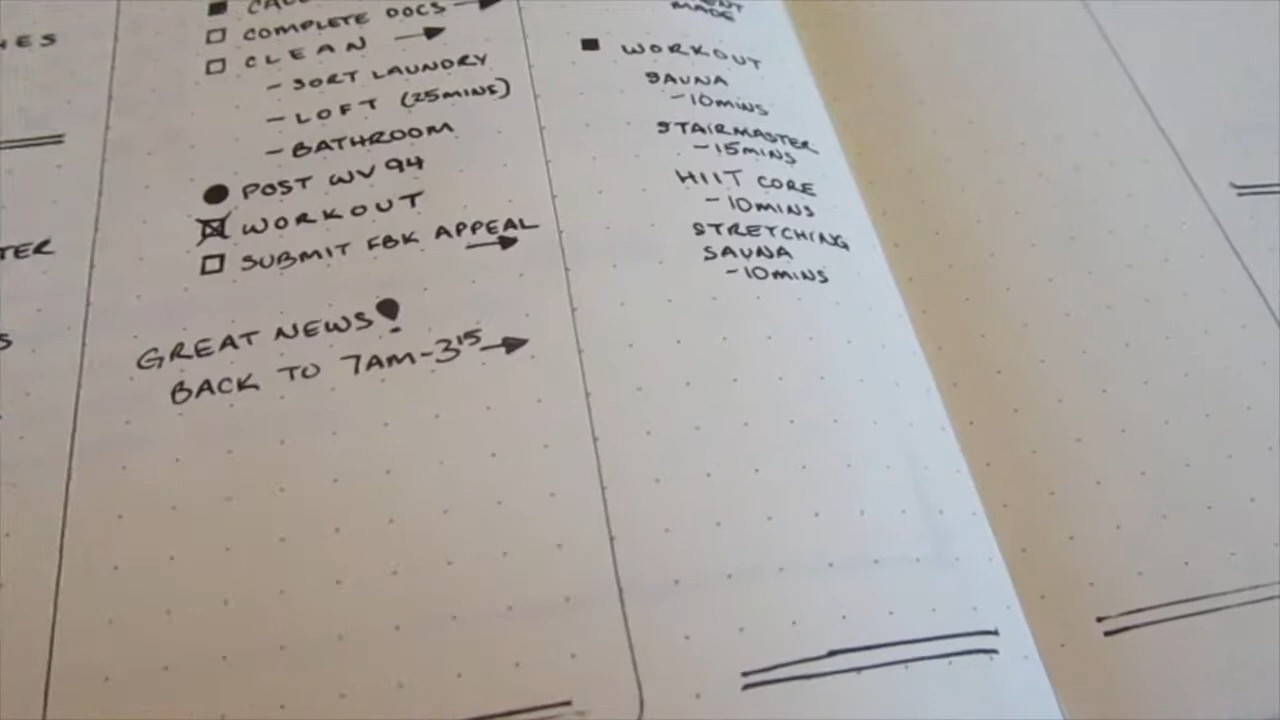 COMPLETE DOCS
CLEAN
- SORT LAUNDRY
- LOFT (25MINS)
- BATHROOM
POST WV 94
WORKOUT
SUBMIT FBK APPEAL
GREAT NEWS!
BACK TO 7AM-3¹⁵
MADE
WORKOUT
SAUNA
-10MINS
STAIRMASTER
-15MINS
HIIT CORE
-10MINS
STRETCHING
SAUNA
-10MINS